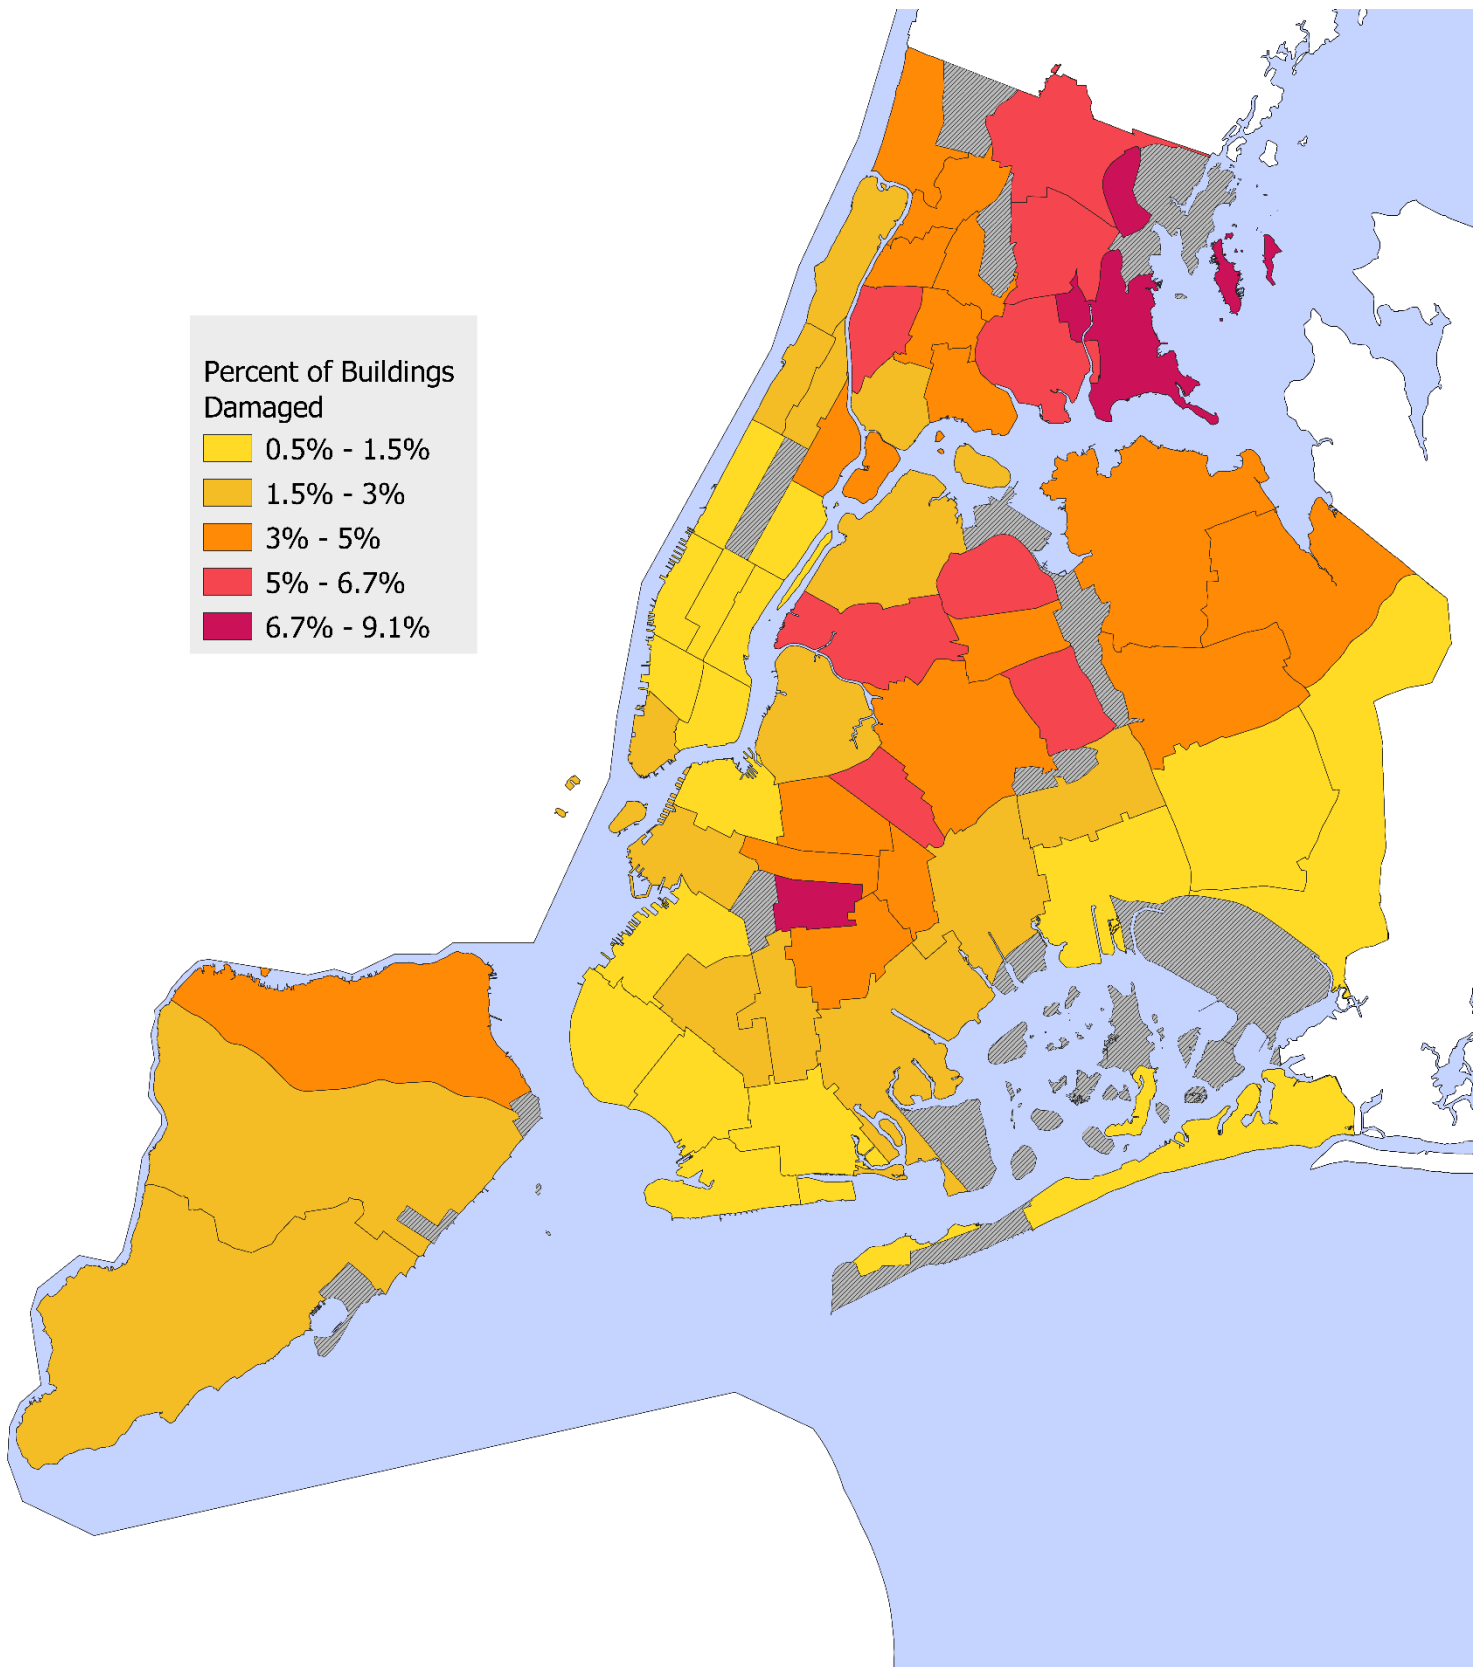 Percent of Buildings
Damaged
0.5% - 1.5%
1.5% - 3%
3% - 5%
5% - 6.7%
6.7% - 9.1%